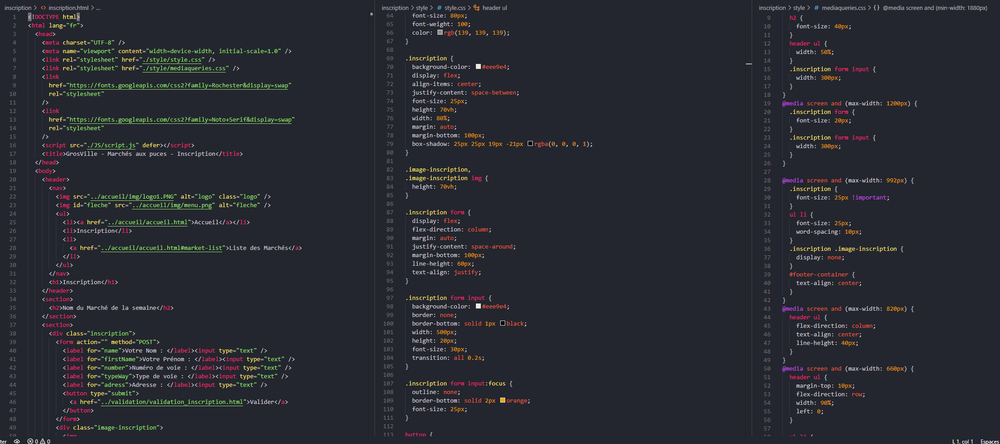 inscription > inscription.html > ...
1 <!DOCTYPE html>
2 <html lang="fr">
3 <head>
4 <meta charset="UTF-8" />
5 <meta name="viewport" content="width=device-width, initial-scale=1.0" />
6 <link rel="stylesheet" href="./style/style.css" />
7 <link rel="stylesheet" href="./style/mediaqueries.css" />
8 <link
9 href="https://fonts.googleapis.com/css2?family=Rochester&display=swap"
10 rel="stylesheet"
11 />
12 <link
13 href="https://fonts.googleapis.com/css2?family=Noto+Serif&display=swap"
14 rel="stylesheet"
15 />
16 <script src="./JS/script.js" defer></script>
17 <title>GrosVille - Marchés aux puces - Inscription</title>
18 </head>
19 <body>
20 <header>
21 <nav>
22 <img src="../accueil/img/logo1.PNG" alt="logo" class="logo" />
23 <img id="fleche" src="../accueil/img/menu.png" alt="fleche" />
24 <ul>
25 <li><a href="../accueil/accueil.html">Accueil</a></li>
26 <li>Inscription</li>
27 <li>
28 <a href="../accueil/accueil.html#market-list">Liste des Marchés</a>
29 </li>
30 </ul>
31 </nav>
32 <h1>Inscription</h1>
33 </header>
34 <section>
35 <h2>Nom du Marché de la semaine</h2>
36 </section>
37 <section>
38 <div class="inscription">
39 <form action="" method="POST">
40 <label for="name">Votre Nom : </label><input type="text" />
41 <label for="firstName">Votre Prénom : </label><input type="text" />
42 <label for="number">Numéro de voie : </label><input type="text" />
43 <label for="typeWay">Type de voie : </label><input type="text" />
44 <label for="adress">Adresse : </label><input type="text" />
45 <button type="submit">
46 <a href="../validation/validation_inscription.html">Valider</a>
47 </button>
48 </form>
49 <div class="image-inscription">
50 <img
inscription > style > # style.css > header ul
64 font-size: 80px;
65 font-weight: 100;
66 color: rgb(139, 139, 139);
67 }
68
69 .inscription {
70 background-color: #eee9e4;
71 display: flex;
72 align-items: center;
73 justify-content: space-between;
74 font-size: 25px;
75 height: 70vh;
76 width: 80%;
77 margin: auto;
78 margin-bottom: 100px;
79 box-shadow: 25px 25px 19px -21px rgba(0, 0, 0, 1);
80 }
81
82 .image-inscription,
83 .image-inscription img {
84 height: 70vh;
85 }
86
87 .inscription form {
88 display: flex;
89 flex-direction: column;
90 margin: auto;
91 justify-content: space-around;
92 margin-bottom: 100px;
93 line-height: 60px;
94 text-align: justify;
95 }
96
97 .inscription form input {
98 background-color: #eee9e4;
99 border: none;
100 border-bottom: solid 1px black;
101 width: 500px;
102 height: 20px;
103 font-size: 30px;
104 transition: all 0.2s;
105 }
106
107 .inscription form input:focus {
108 outline: none;
109 border-bottom: solid 2px orange;
110 font-size: 25px;
111 }
112
113 button {
inscription > style > # mediaqueries.css > {} @media screen and (min-width: 1880px)
9 h2 {
10 font-size: 40px;
11 }
12 header ul {
13 width: 50%;
14 }
15 .inscription form input {
16 width: 300px;
17 }
18 }
19 @media screen and (max-width: 1200px) {
20 .inscription form {
21 font-size: 20px;
22 }
23 .inscription form input {
24 width: 300px;
25 }
26 }
27
28 @media screen and (max-width: 992px) {
29 .inscription {
30 font-size: 25px !important;
31 }
32 ul li {
33 font-size: 25px;
34 word-spacing: 10px;
35 }
36 .inscription .image-inscription {
37 display: none;
38 }
39 #footer-container {
40 text-align: center;
41 }
42 }
43 @media screen and (max-width: 820px) {
44 header ul {
45 flex-direction: column;
46 text-align: center;
47 line-height: 40px;
48 }
49 }
50 @media screen and (max-width: 660px) {
51 header ul {
52 margin-top: 10px;
53 flex-direction: row;
54 width: 90%;
55 left: 0;
56 }
57
58 ul li {
ter 0 0 L 1, col 1 Espaces